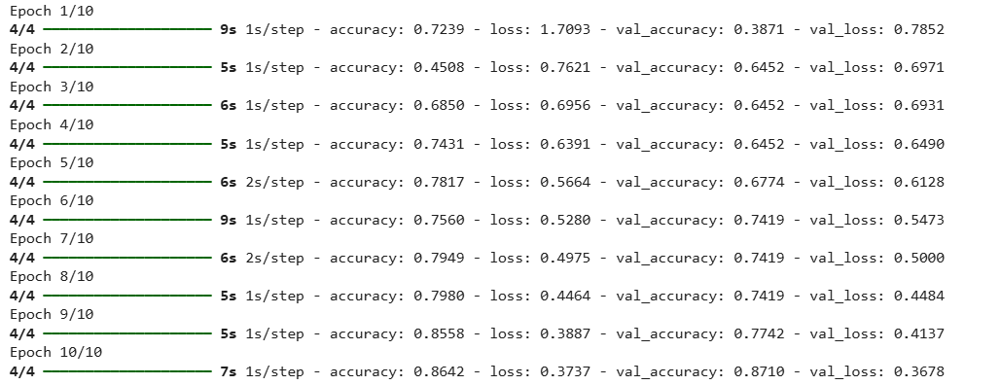 Epoch 1/10
4/4 ━━━━━━━━━━━━━━━━━━━━ 9s 1s/step - accuracy: 0.7239 - loss: 1.7093 - val_accuracy: 0.3871 - val_loss: 0.7852
Epoch 2/10
4/4 ━━━━━━━━━━━━━━━━━━━━ 5s 1s/step - accuracy: 0.4508 - loss: 0.7621 - val_accuracy: 0.6452 - val_loss: 0.6971
Epoch 3/10
4/4 ━━━━━━━━━━━━━━━━━━━━ 6s 1s/step - accuracy: 0.6850 - loss: 0.6956 - val_accuracy: 0.6452 - val_loss: 0.6931
Epoch 4/10
4/4 ━━━━━━━━━━━━━━━━━━━━ 5s 1s/step - accuracy: 0.7431 - loss: 0.6391 - val_accuracy: 0.6452 - val_loss: 0.6490
Epoch 5/10
4/4 ━━━━━━━━━━━━━━━━━━━━ 6s 2s/step - accuracy: 0.7817 - loss: 0.5664 - val_accuracy: 0.6774 - val_loss: 0.6128
Epoch 6/10
4/4 ━━━━━━━━━━━━━━━━━━━━ 9s 1s/step - accuracy: 0.7560 - loss: 0.5280 - val_accuracy: 0.7419 - val_loss: 0.5473
Epoch 7/10
4/4 ━━━━━━━━━━━━━━━━━━━━ 6s 2s/step - accuracy: 0.7949 - loss: 0.4975 - val_accuracy: 0.7419 - val_loss: 0.5000
Epoch 8/10
4/4 ━━━━━━━━━━━━━━━━━━━━ 5s 1s/step - accuracy: 0.7980 - loss: 0.4464 - val_accuracy: 0.7419 - val_loss: 0.4484
Epoch 9/10
4/4 ━━━━━━━━━━━━━━━━━━━━ 5s 1s/step - accuracy: 0.8558 - loss: 0.3887 - val_accuracy: 0.7742 - val_loss: 0.4137
Epoch 10/10
4/4 ━━━━━━━━━━━━━━━━━━━━ 7s 1s/step - accuracy: 0.8642 - loss: 0.3737 - val_accuracy: 0.8710 - val_loss: 0.3678